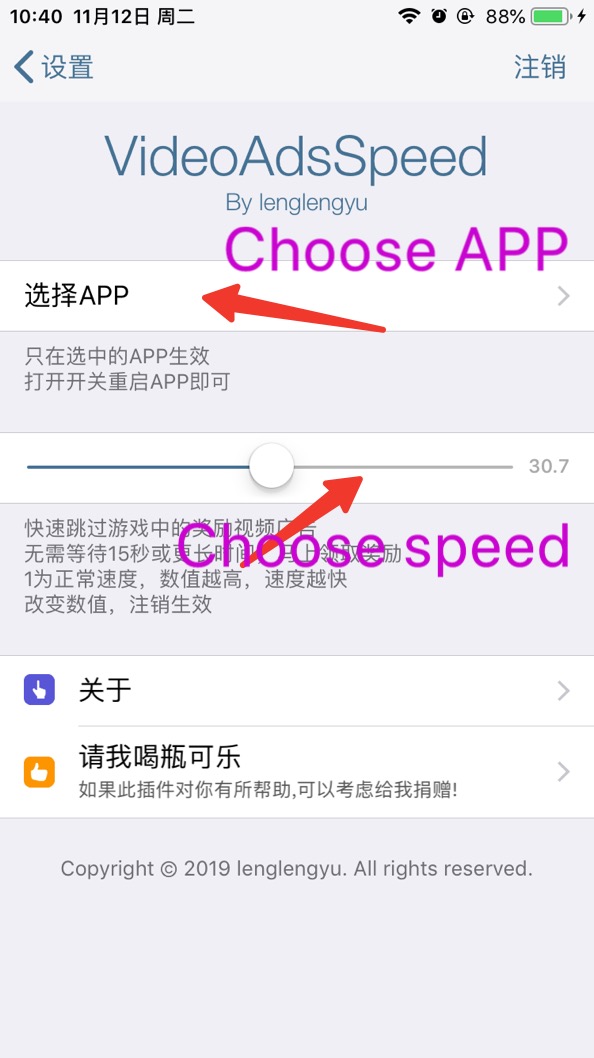 10:40 11月12日 周二
88%
设置
注销
VideoAdsSpeed
By lenglengyu
Choose APP
选择APP
只在选中的APP生效
打开开关重启APP即可
30.7
快速跳过游戏中的奖励视频广告
Choose speed
无需等待15秒或更长时间，马上领取奖励
1为正常速度，数值越高，速度越快
改变数值，注销生效
关于
请我喝瓶可乐
如果此插件对你有所帮助,可以考虑给我捐赠!
Copyright © 2019 lenglengyu. All rights reserved.